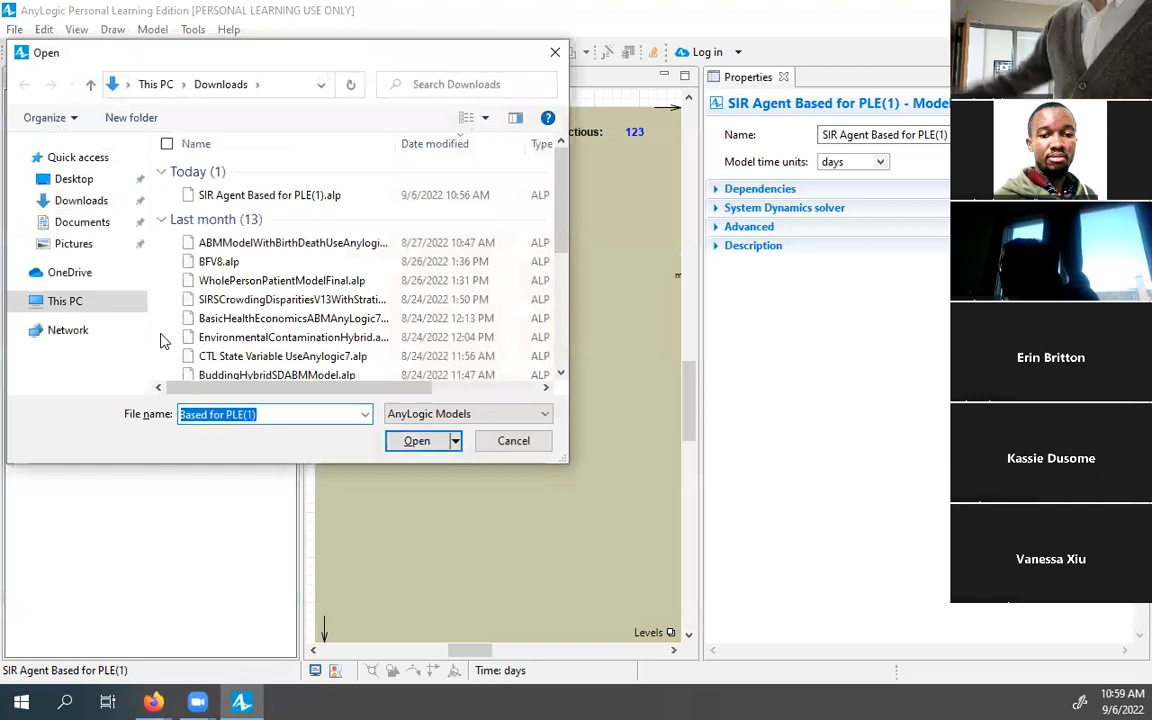 AnyLogic Personal Learning Edition [PERSONAL LEARNING USE ONLY]
File Edit View Draw Model Tools Help
Open
Log in
This PC › Downloads ›
Search Downloads
Properties
Organize
New folder
SIR Agent Based for PLE(1) - Mode
ctious: 123
Name: SIR Agent Based for PLE(1)
Model time units: days
Dependencies
System Dynamics solver
Advanced
Description
Name Date modified Type
Quick access
Desktop
Downloads
Documents
Pictures
OneDrive
This PC
Network
Today (1)
SIR Agent Based for PLE(1).alp 9/6/2022 10:56 AM ALP
Last month (13)
ABMModelWithBirthDeathUseAnylogi... 8/27/2022 10:47 AM ALP
BFV8.alp 8/26/2022 1:36 PM ALP
WholePersonPatientModelFinal.alp 8/26/2022 1:31 PM ALP
SIRSCrowdingDisparitiesV13WithStrati... 8/24/2022 1:50 PM ALP
BasicHealthEconomicsABMAnyLogic7... 8/24/2022 12:13 PM ALP
EnvironmentalContaminationHybrid.a... 8/24/2022 12:04 PM ALP
CTL State Variable UseAnylogic7.alp 8/24/2022 11:56 AM ALP
BuddingHybridSDABMModel.alp 8/24/2022 11:47 AM ALP
File name: Based for PLE(1)
AnyLogic Models
Open
Cancel
Erin Britton
Kassie Dusome
Vanessa Xiu
Levels
SIR Agent Based for PLE(1)
Time: days
10:59 AM
9/6/2022